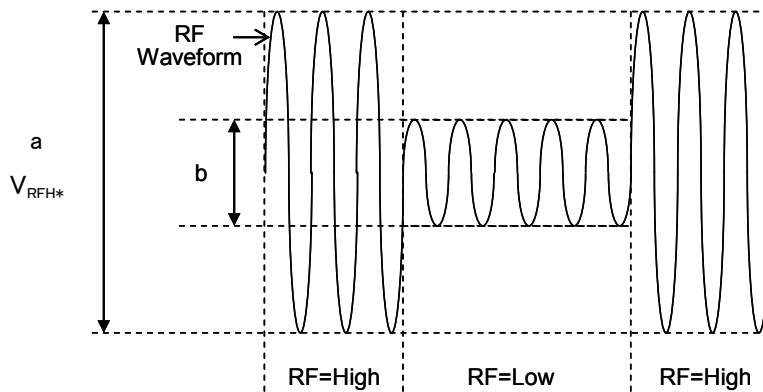 RF
Waveform
a
VRFH*
b
RF=High
RF=Low
RF=High